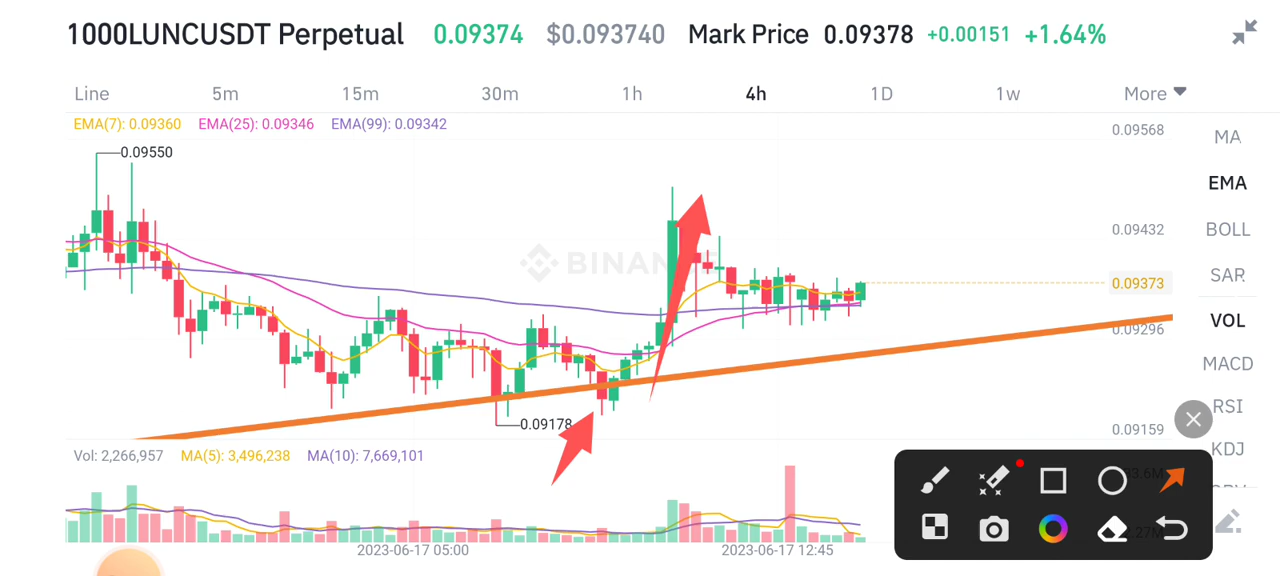 1000LUNCUSDT Perpetual 0.09374 $0.093740 Mark Price 0.09378 +0.00151 +1.64%
Line 5m 15m 30m 1h 4h 1D 1w More
EMA(7): 0.09360 EMA(25): 0.09346 EMA(99): 0.09342
0.09568
MA
0.09550
EMA
0.09432
BOLL
BINAN
SAR
0.09373
VOL
0.09296
MACD
RSI
0.09178
0.09159
KDJ
Vol: 2,266,957 MA(5): 3,496,238 MA(10): 7,669,101
2023-06-17 05:00 2023-06-17 12:45